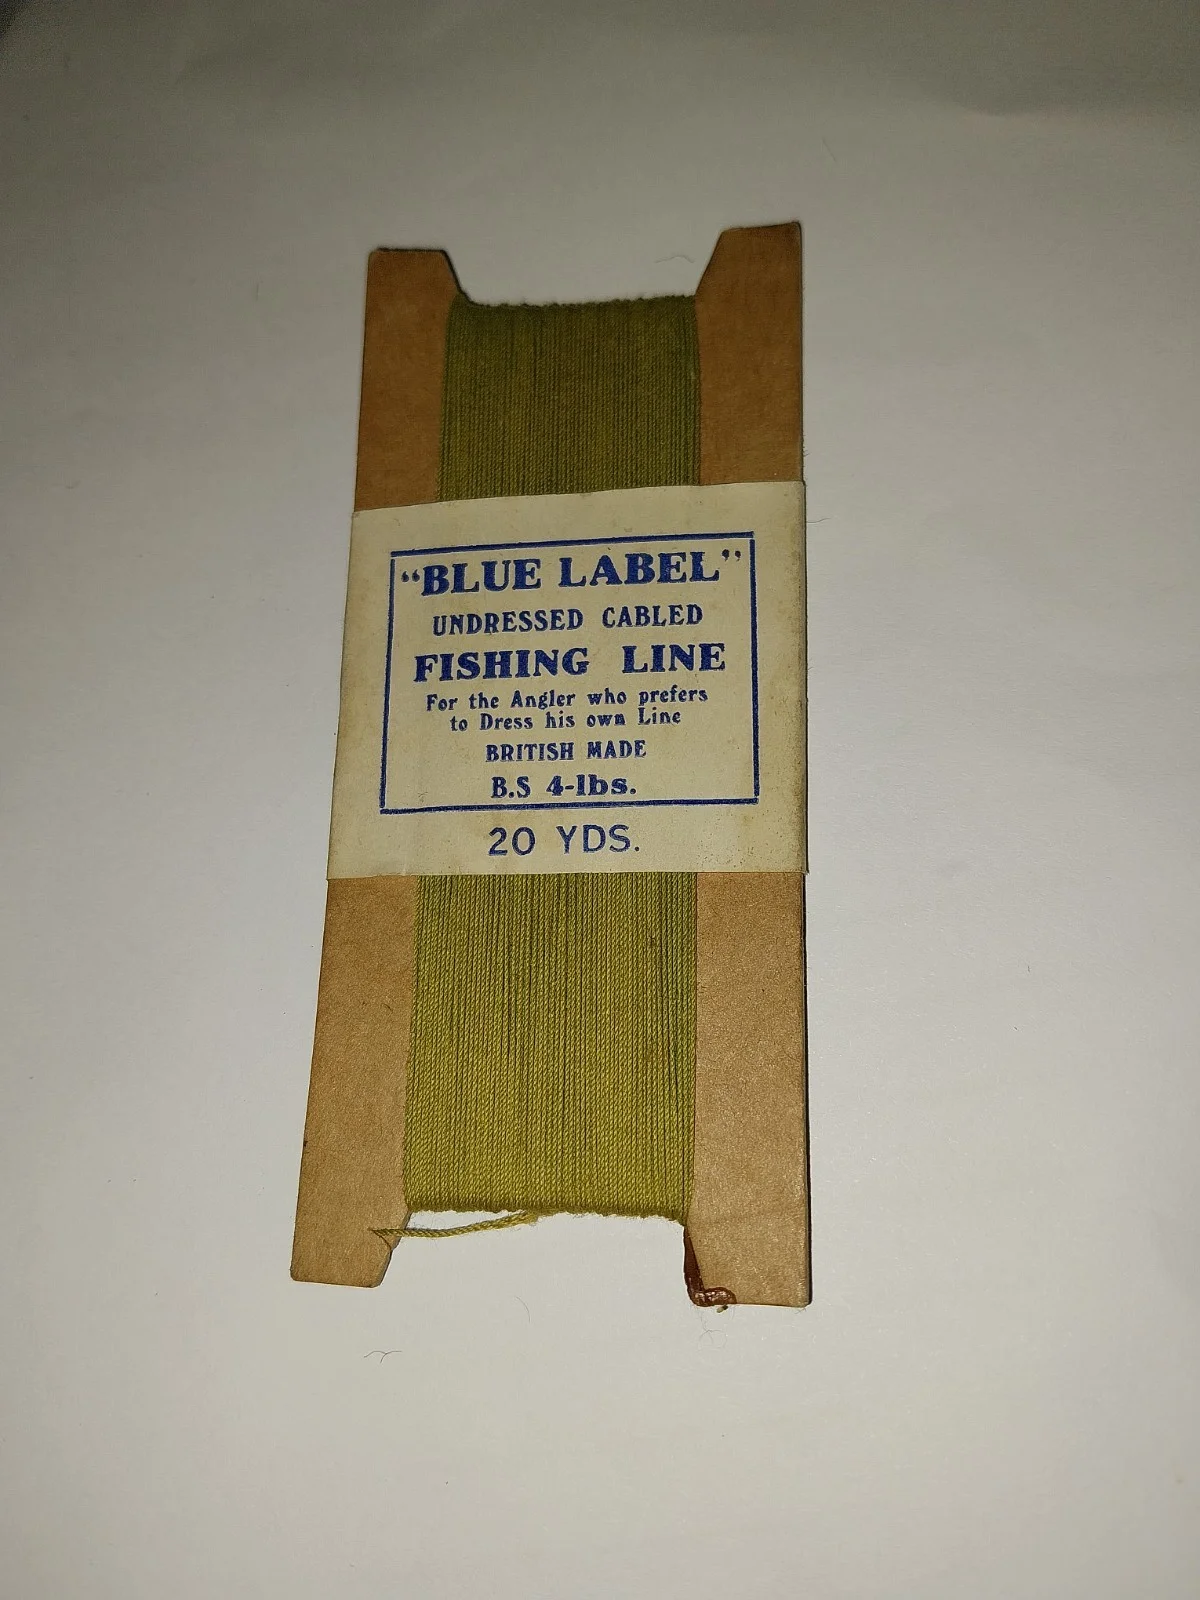 “BLUE LABEL”
UNDRESSED CABLED
FISHING LINE
For the Angler who prefers
to Dress his own Line
BRITISH MADE
B.S 4-lbs.
20 YDS.